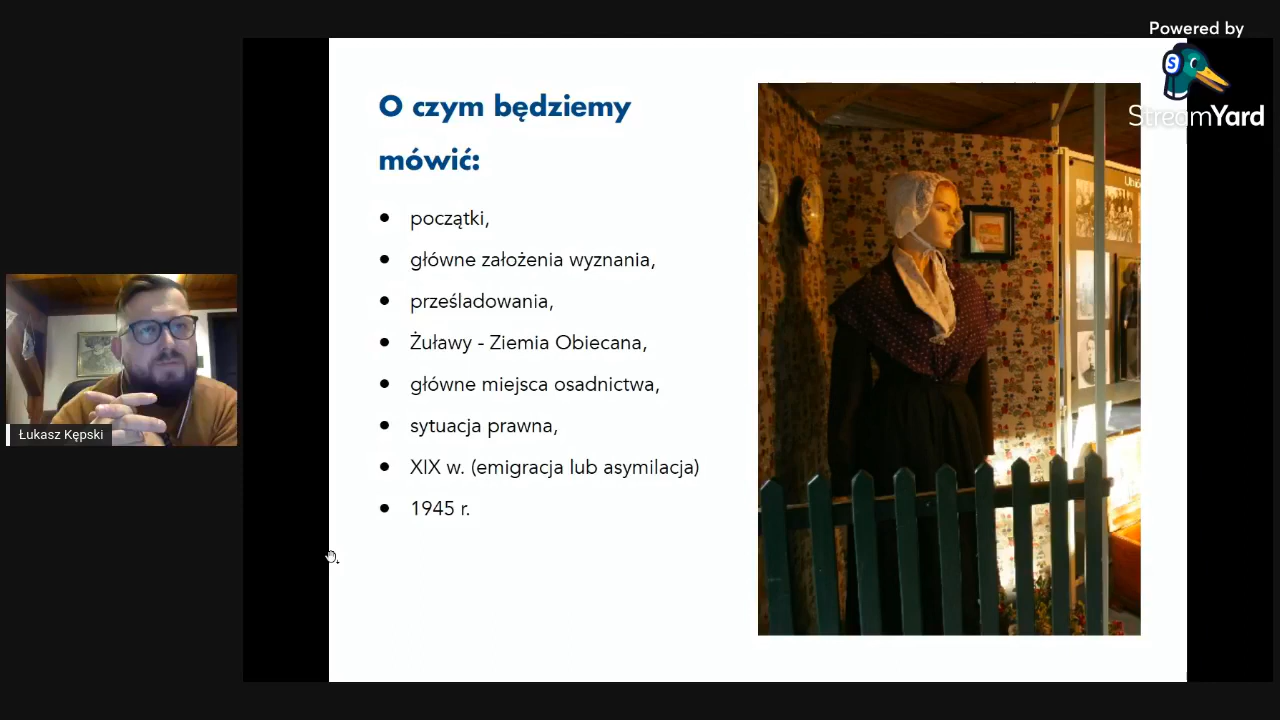 Powered by
StreamYard
O czym będziemy
mówić:
początki,
główne założenia wyznania,
prześladowania,
Żuławy - Ziemia Obiecana,
główne miejsca osadnictwa,
sytuacja prawna,
XIX w. (emigracja lub asymilacja)
1945 r.
Łukasz Kępski